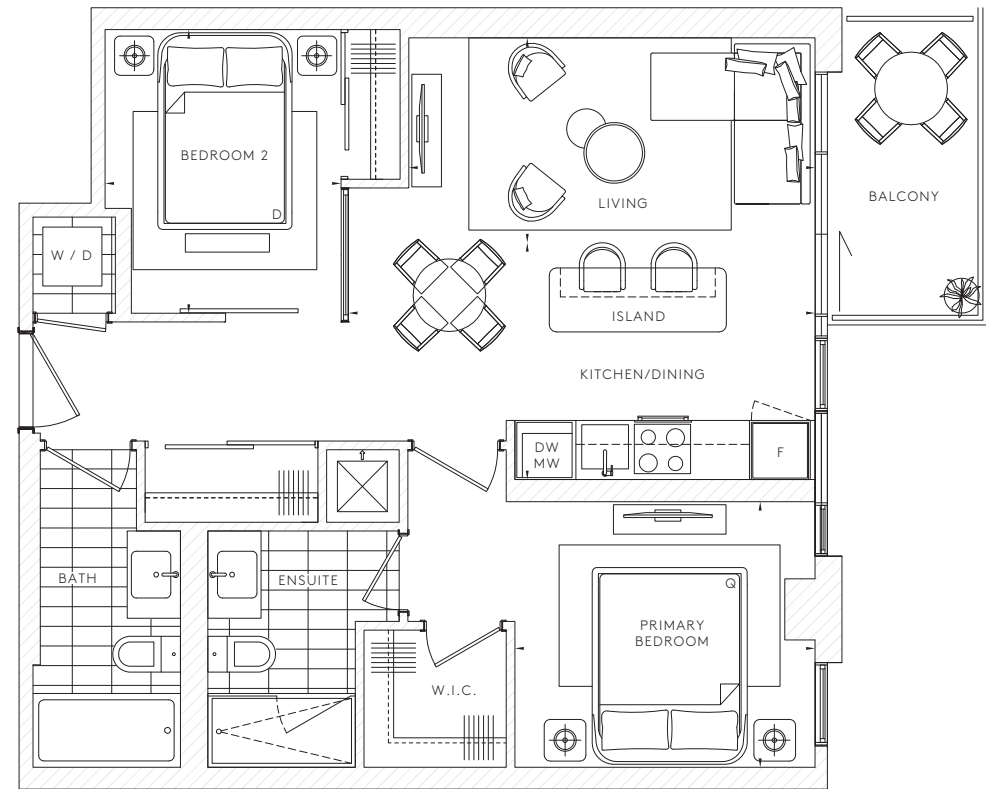 BEDROOM 2
D
LIVING
BALCONY
W / D
ISLAND
KITCHEN/DINING
DW
MW
F
BATH
ENSUITE
Q
PRIMARY
BEDROOM
W.I.C.